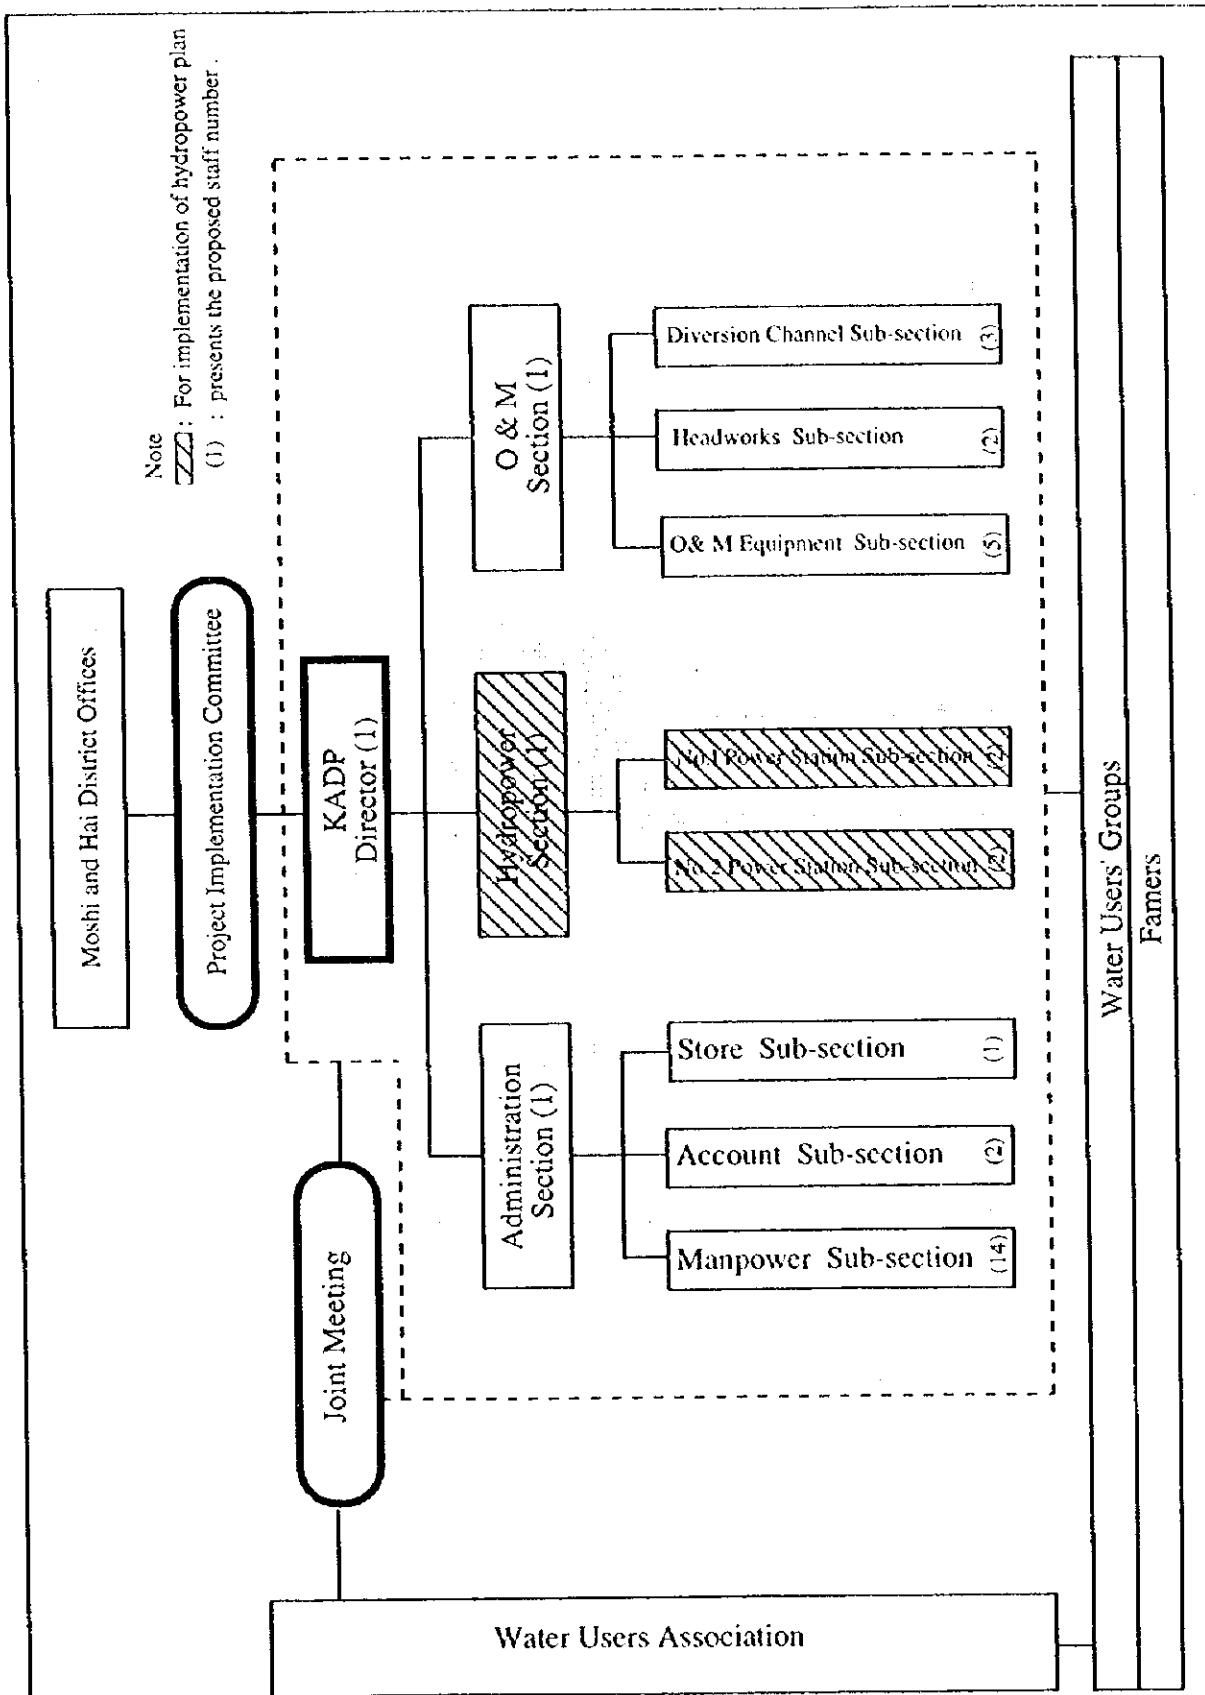 Note
: For implementation of hydropower plan
(1) : presents the proposed staff number .
Moshi and Hai District Offices
Project Implementation Committee
Joint Meeting
KADP
Director (1)
Administration
Section (1)
Hydropower
Section (1)
O & M
Section (1)
Manpower Sub-section (14)
Account Sub-section (2)
Store Sub-section (1)
No.2 Power Station Sub-section (2)
No.1 Power Station Sub-section (2)
O& M Equipment Sub-section (5)
Headworks Sub-section (2)
Diversion Channel Sub-section (3)
Water Users Association
Water Users' Groups
Famers